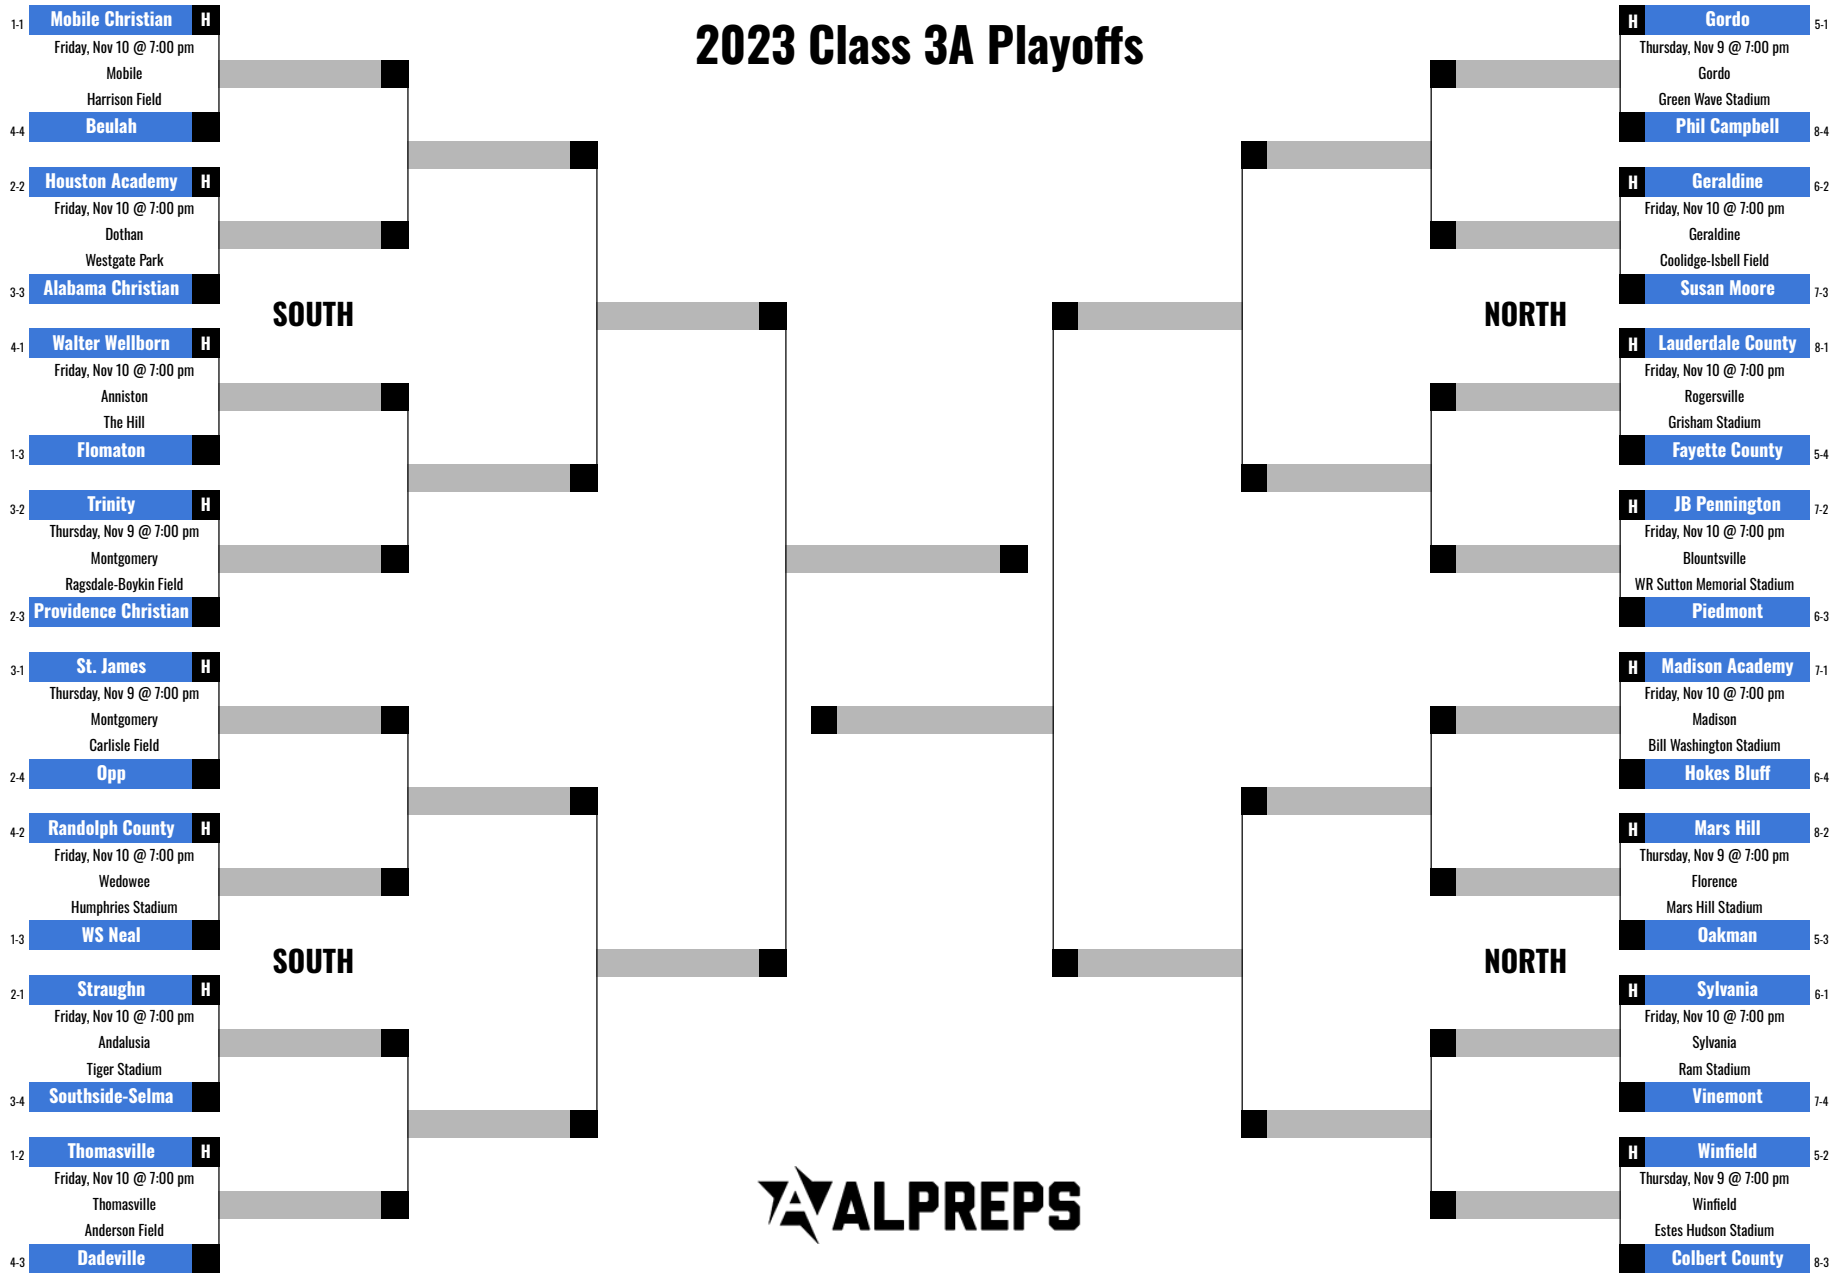 2023 Class 3A Playoffs
1-1 Mobile Christian H
Friday, Nov 10 @ 7:00 pm
Mobile
Harrison Field
4-4 Beulah
2-2 Houston Academy H
Friday, Nov 10 @ 7:00 pm
Dothan
Westgate Park
3-3 Alabama Christian
SOUTH
4-1 Walter Wellborn H
Friday, Nov 10 @ 7:00 pm
Anniston
The Hill
1-3 Flomaton
3-2 Trinity H
Thursday, Nov 9 @ 7:00 pm
Montgomery
Ragsdale-Boykin Field
2-3 Providence Christian
3-1 St. James H
Thursday, Nov 9 @ 7:00 pm
Montgomery
Carlisle Field
2-4 Opp
4-2 Randolph County H
Friday, Nov 10 @ 7:00 pm
Wedowee
Humphries Stadium
1-3 WS Neal
SOUTH
2-1 Straughn H
Friday, Nov 10 @ 7:00 pm
Andalusia
Tiger Stadium
3-4 Southside-Selma
1-2 Thomasville H
Friday, Nov 10 @ 7:00 pm
Thomasville
Anderson Field
4-3 Dadeville
H Gordo 5-1
Thursday, Nov 9 @ 7:00 pm
Gordo
Green Wave Stadium
Phil Campbell 8-4
H Geraldine 6-2
Friday, Nov 10 @ 7:00 pm
Geraldine
Coolidge-Isbell Field
Susan Moore 7-3
NORTH
H Lauderdale County 8-1
Friday, Nov 10 @ 7:00 pm
Rogersville
Grisham Stadium
Fayette County 5-4
H JB Pennington 7-2
Friday, Nov 10 @ 7:00 pm
Blountsville
WR Sutton Memorial Stadium
Piedmont 6-3
H Madison Academy 7-1
Friday, Nov 10 @ 7:00 pm
Madison
Bill Washington Stadium
Hokes Bluff 6-4
H Mars Hill 8-2
Thursday, Nov 9 @ 7:00 pm
Florence
Mars Hill Stadium
Oakman 5-3
NORTH
H Sylvania 6-1
Friday, Nov 10 @ 7:00 pm
Sylvania
Ram Stadium
Vinemont 7-4
H Winfield 5-2
Thursday, Nov 9 @ 7:00 pm
Winfield
Estes Hudson Stadium
Colbert County 8-3
A ALPREPS